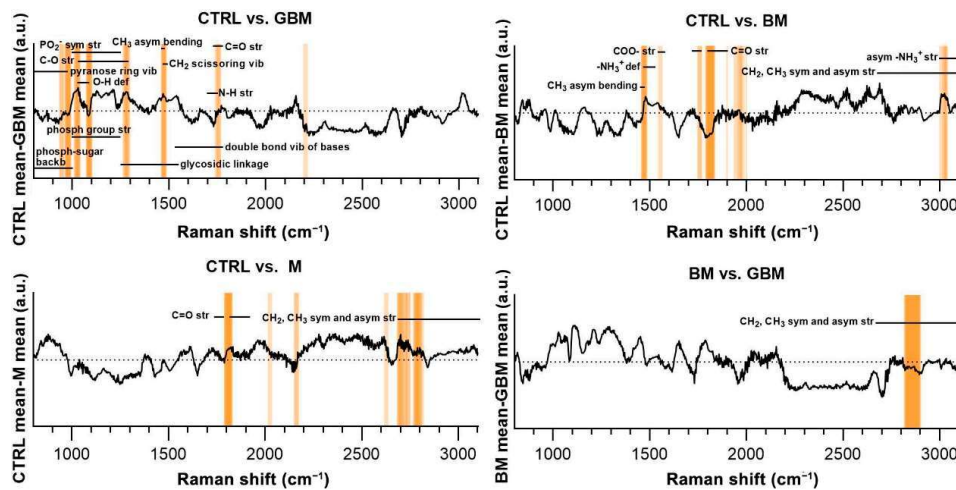 CTRL vs. GBM
CTRL mean-GBM mean (a.u.)
PO₂⁻ sym str
CH₃ asym bending
C=O str
C-O str
pyranose ring vib
CH₂ scissoring vib
O-H def
N-H str
phosph group str
double bond vib of bases
phosph-sugar
backb
glycosidic linkage
1000 1500 2000 2500 3000
Raman shift (cm⁻¹)
CTRL vs. BM
CTRL mean-BM mean (a.u.)
COO- str
C=O str
asym -NH₃⁺ str
-NH₃⁺ def
CH₂, CH₃ sym and asym str
CH₃ asym bending
1000 1500 2000 2500 3000
Raman shift (cm⁻¹)
CTRL vs. M
CTRL mean-M mean (a.u.)
C=O str
CH₂, CH₃ sym and asym str
1000 1500 2000 2500 3000
Raman shift (cm⁻¹)
BM vs. GBM
BM mean-GBM mean (a.u.)
CH₂, CH₃ sym and asym str
1000 1500 2000 2500 3000
Raman shift (cm⁻¹)